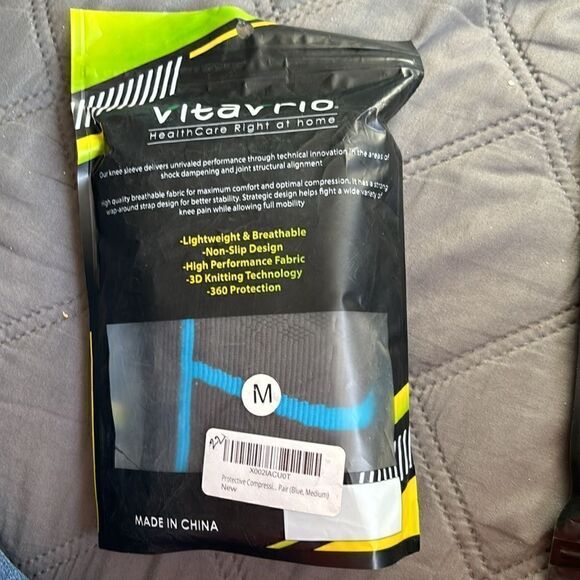 Vitavrio
HealthCare Right at home
Our knee sleeve delivers unrivaled performance through technical innovation in the areas of
shock dampening and joint structural alignment
High quality breathable fabric for maximum comfort and optimal compression. It has a strong
wrap-around strap design for better stability. Strategic design helps fight a wide variety of
knee pain while allowing full mobility
-Lightweight & Breathable
-Non-Slip Design
-High Performance Fabric
-3D Knitting Technology
-360 Protection
M
X002IACU0T
Protective Compressi... Pair (Blue, Medium)
New
MADE IN CHINA